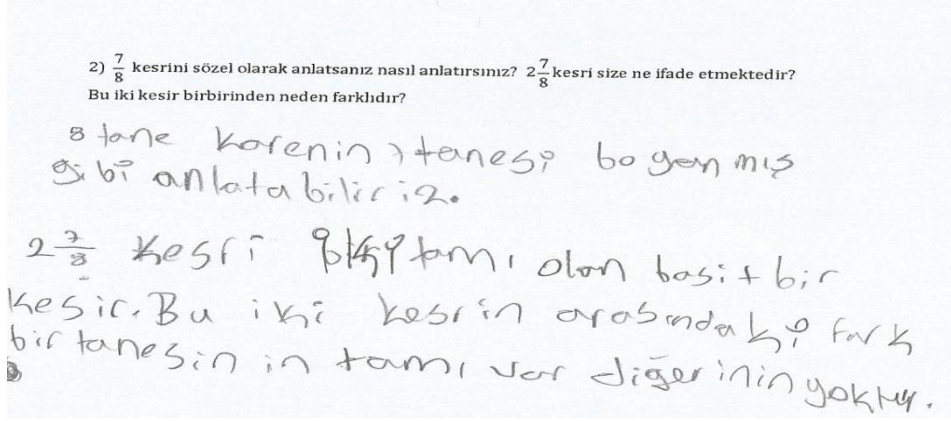 2) 7/8 kesrini sözel olarak anlatsanız nasıl anlatırsınız? 2 7/8 kesri size ne ifade etmektedir?
Bu iki kesir birbirinden neden farklıdır?
8 tane karenin 7 tanesi boyanmış
gibi anlatabiliriz.
2 7/8 kesri iki tamı olan basit bir
kesir. Bu iki kesrin arasındaki fark
bir tanesinin tamı var diğerinin yoktur.